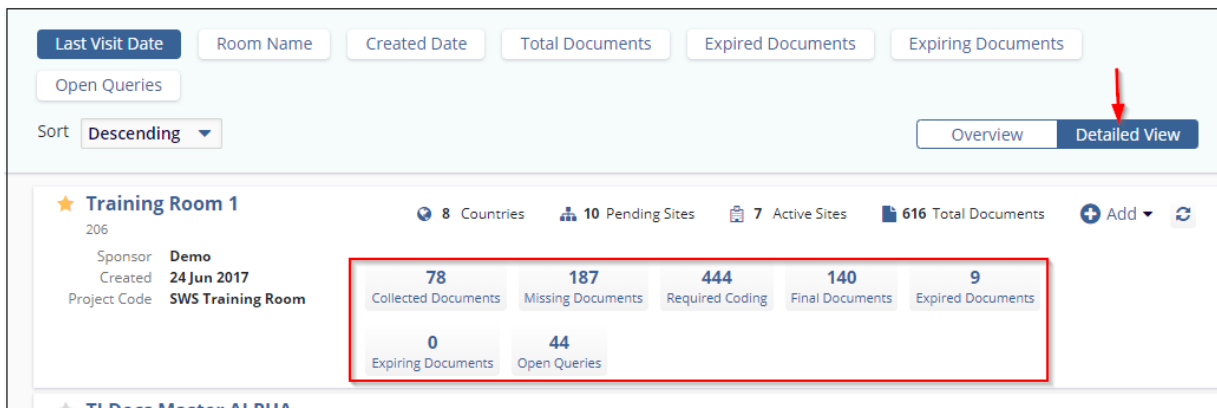 Last Visit Date Room Name Created Date Total Documents Expired Documents Expiring Documents
Open Queries
Sort Descending Overview Detailed View
Training Room 1 8 Countries 10 Pending Sites 7 Active Sites 616 Total Documents Add
206
Sponsor Demo
Created 24 Jun 2017
Project Code SWS Training Room
78 187 444 140 9
Collected Documents Missing Documents Required Coding Final Documents Expired Documents
0 44
Expiring Documents Open Queries